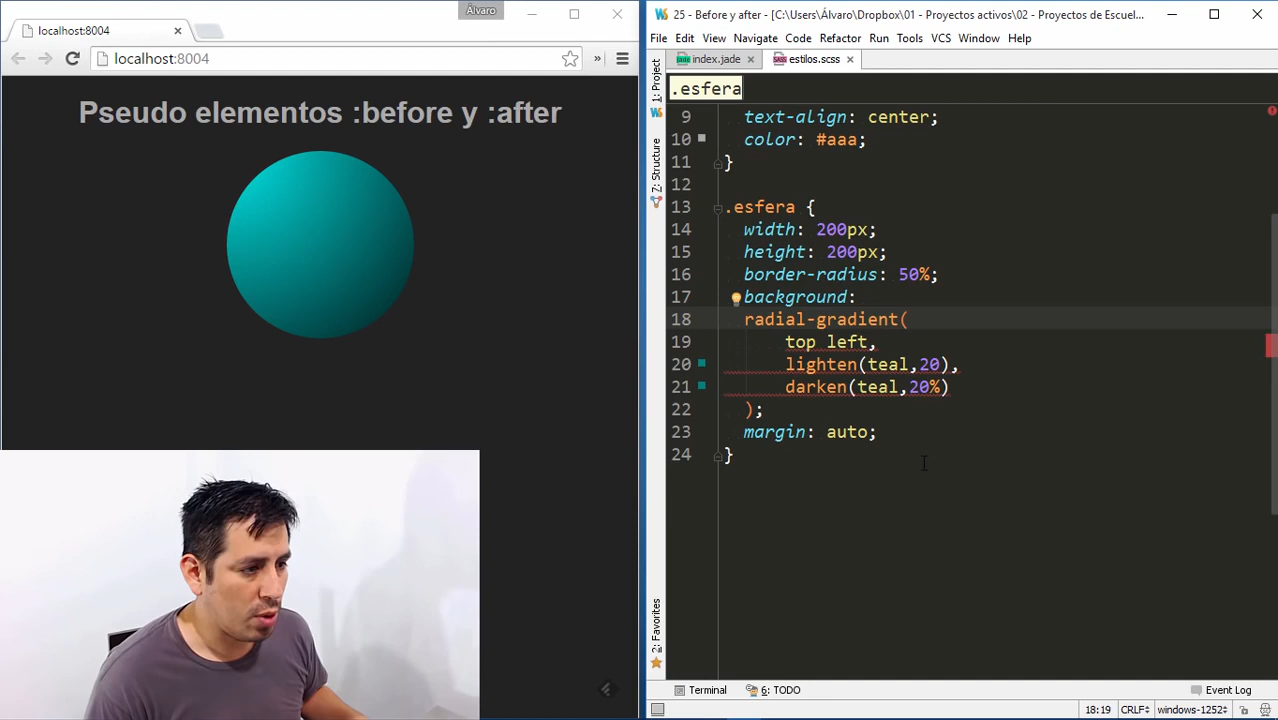 Álvaro
localhost:8004
localhost:8004
»
Pseudo elementos :before y :after
25 - Before y after - [C:\Users\Álvaro\Dropbox\01 - Proyectos activos\02 - Proyectos de Escuel...
File Edit View Navigate Code Refactor Run Tools VCS Window Help
index.jade estilos.scss
1: Project
Z: Structure
2: Favorites
.esfera
9 text-align: center;
10 color: #aaa;
11 }
12
13 .esfera {
14 width: 200px;
15 height: 200px;
16 border-radius: 50%;
17 background:
18 radial-gradient(
19 top left,
20 lighten(teal,20),
21 darken(teal,20%)
22 );
23 margin: auto;
24 }
Terminal 6: TODO Event Log
18:19 CRLF windows-1252